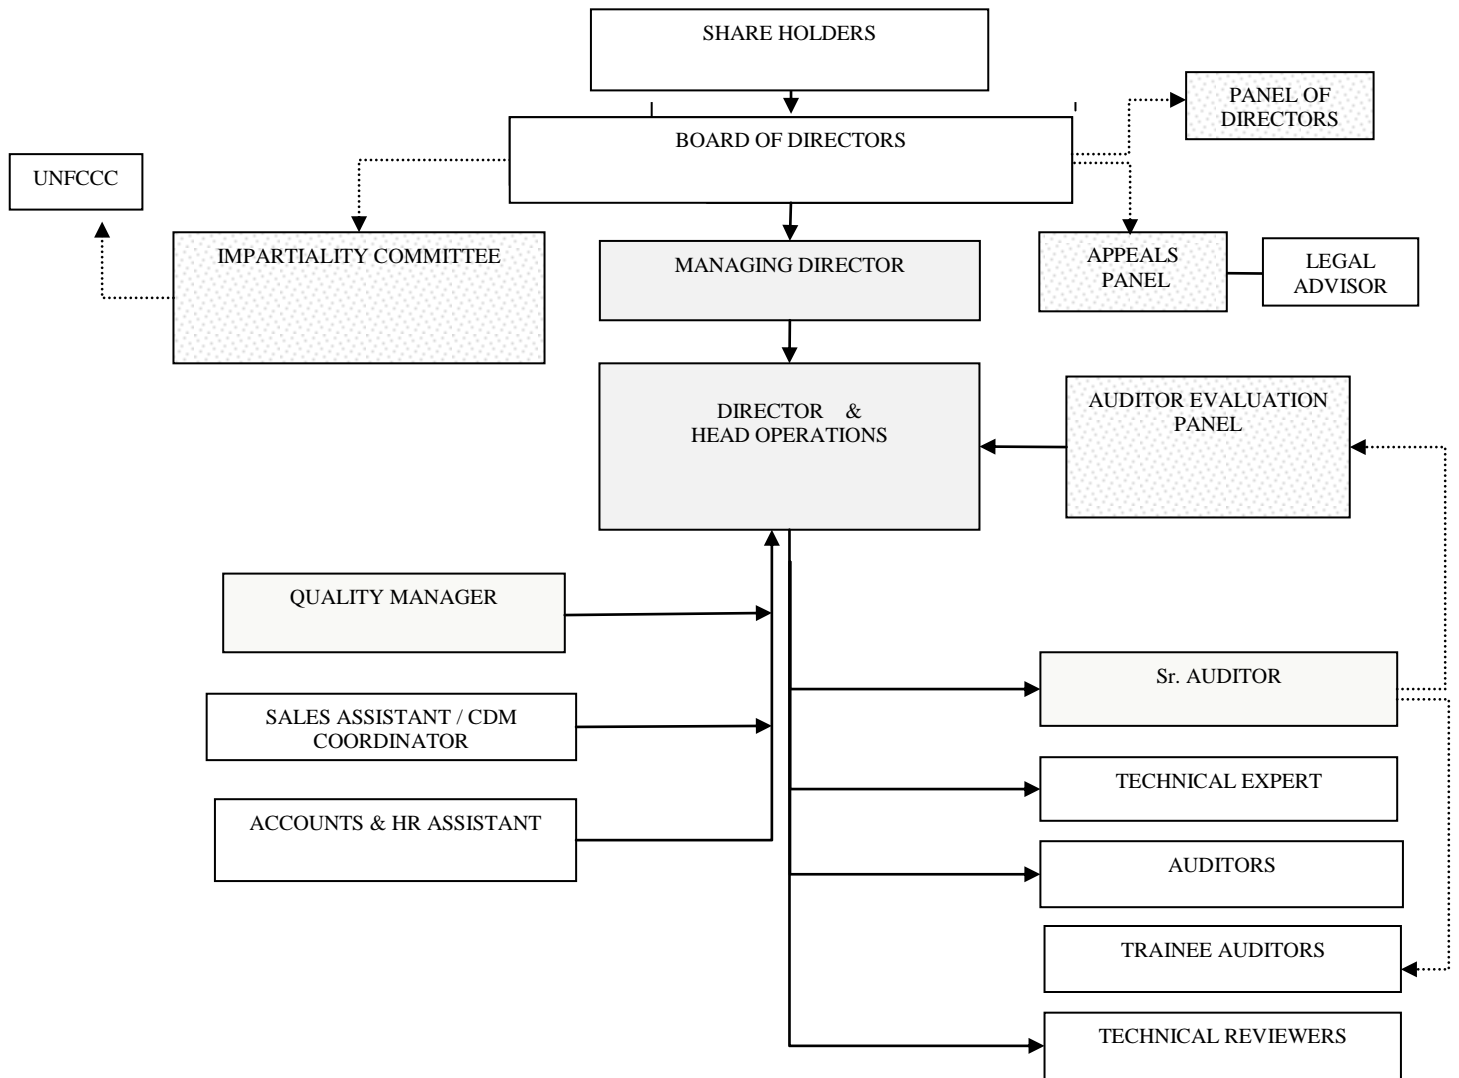 SHARE HOLDERS
PANEL OF
DIRECTORS
BOARD OF DIRECTORS
UNFCCC
IMPARTIALITY COMMITTEE
MANAGING DIRECTOR
APPEALS
PANEL
LEGAL
ADVISOR
DIRECTOR &
HEAD OPERATIONS
AUDITOR EVALUATION
PANEL
QUALITY MANAGER
Sr. AUDITOR
SALES ASSISTANT / CDM
COORDINATOR
TECHNICAL EXPERT
ACCOUNTS & HR ASSISTANT
AUDITORS
TRAINEE AUDITORS
TECHNICAL REVIEWERS